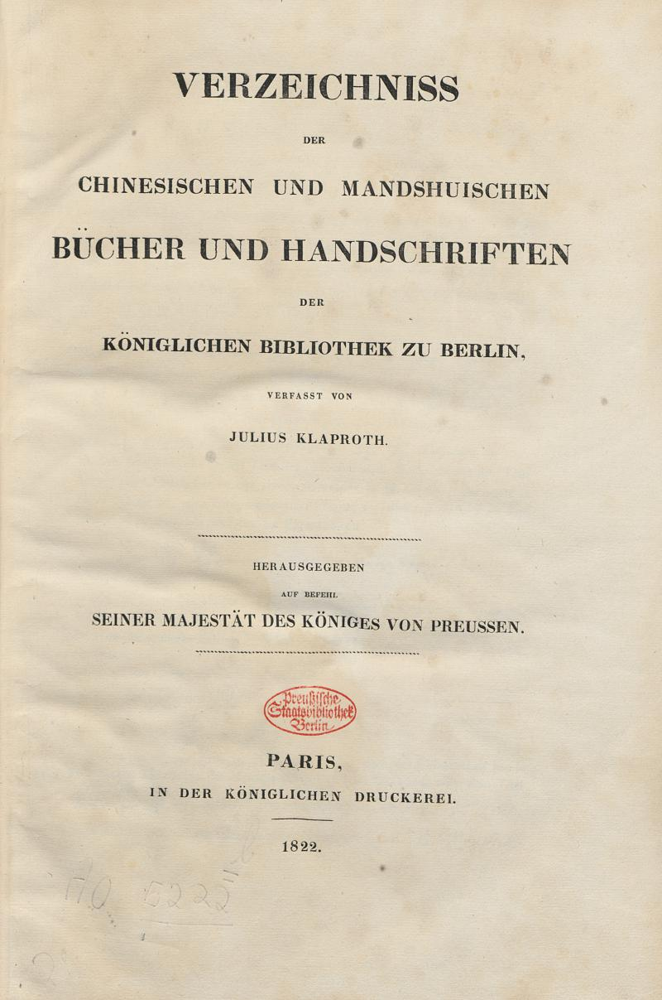 VERZEICHNISS
DER
CHINESISCHEN UND MANDSHUISCHEN
BÜCHER UND HANDSCHRIFTEN
DER
KÖNIGLICHEN BIBLIOTHEK ZU BERLIN,
VERFASST VON
JULIUS KLAPROTH.
HERAUSGEGEBEN
AUF BEFEHL
SEINER MAJESTÄT DES KÖNIGES VON PREUSSEN.
Preußische
Staatsbibliothek
Berlin
PARIS,
IN DER KÖNIGLICHEN DRUCKEREI.
1822.